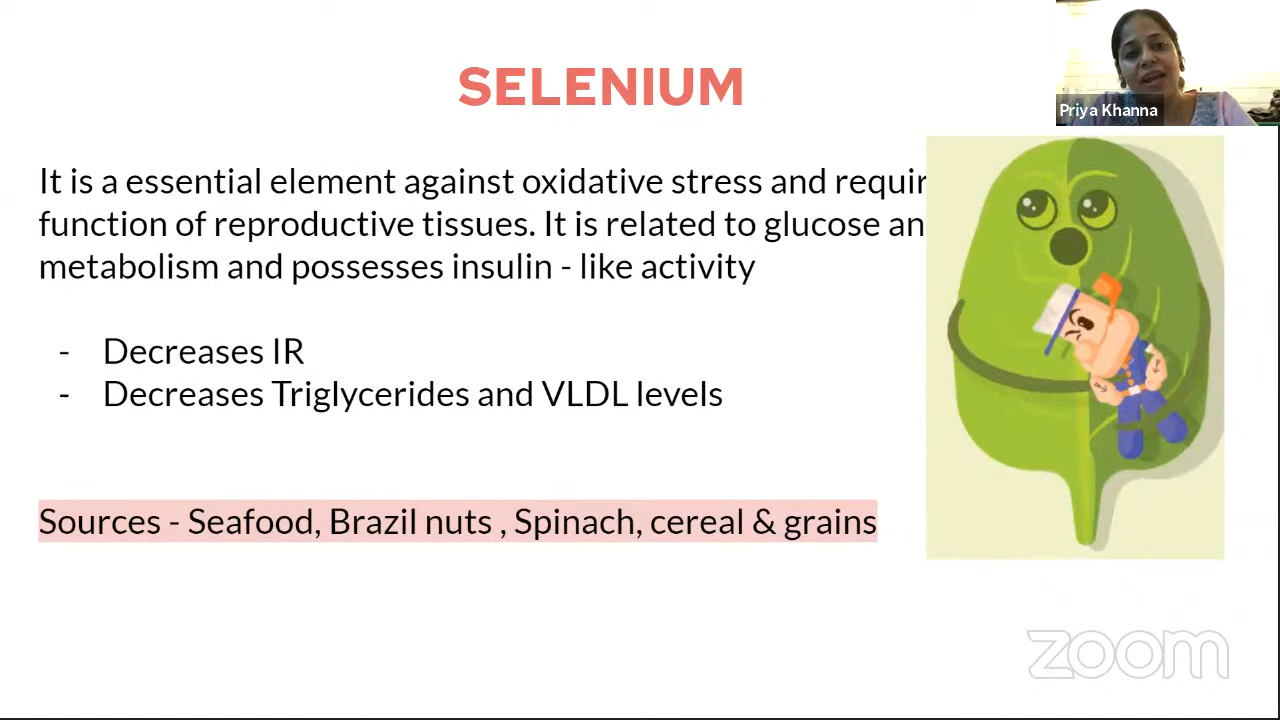 SELENIUM
Priya Khanna
It is a essential element against oxidative stress and
function of reproductive tissues. It is related to glucose
metabolism and possesses insulin - like activity
- Decreases IR
- Decreases Triglycerides and VLDL levels
Sources - Seafood, Brazil nuts , Spinach, cereal & grains
zoom